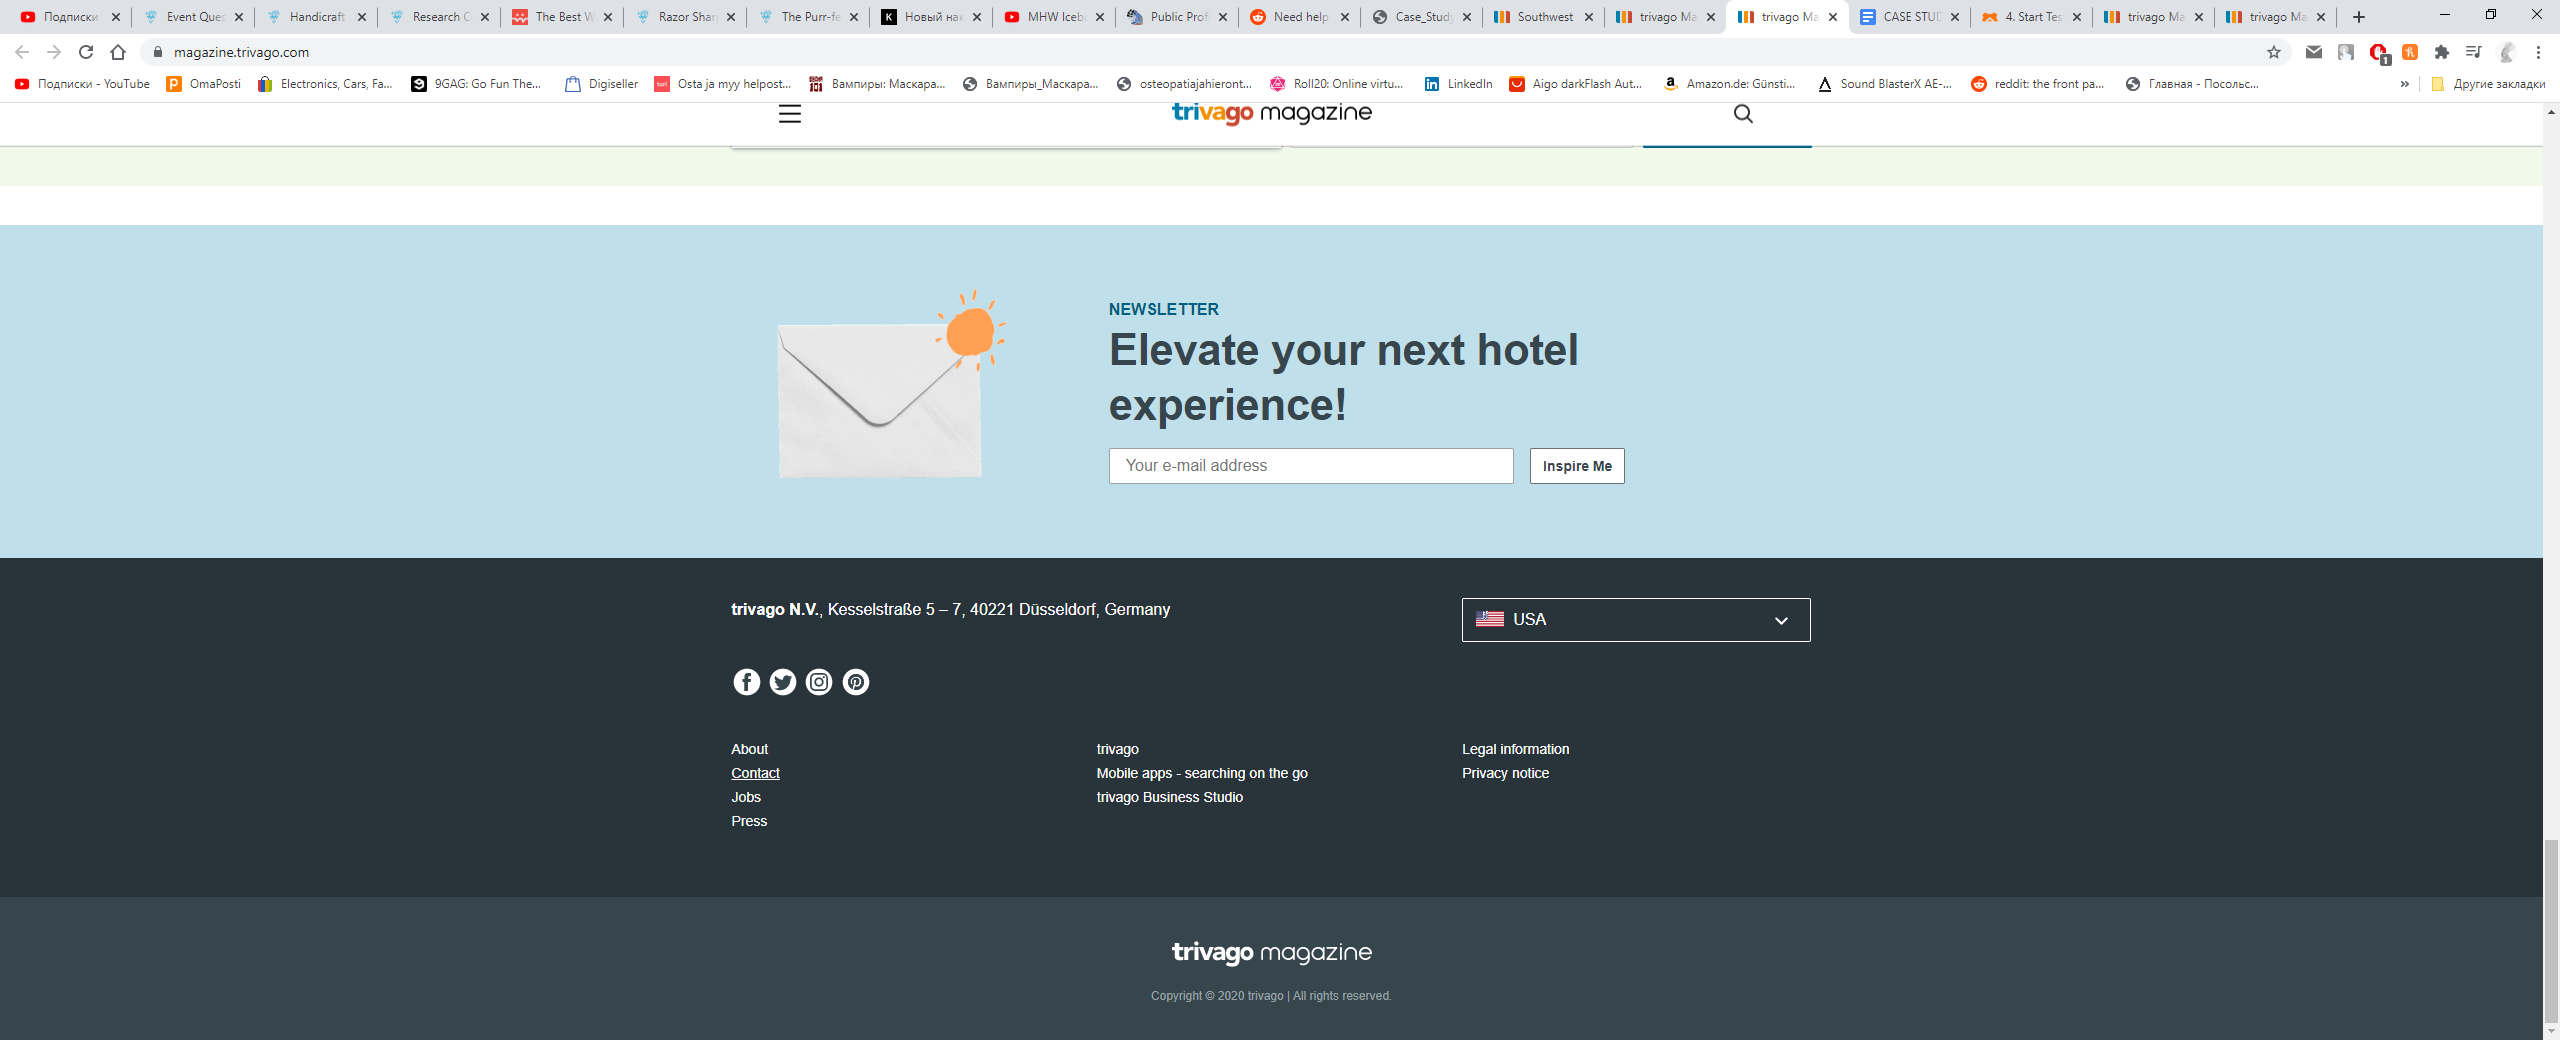 Подписки
Event Ques
Handicraft
Research C
The Best W
Razor Shar
The Purr-fe
Новый нак
MHW Icebo
Public Prof
Need help
Case_Study
Southwest
trivago Ma
trivago Ma
CASE STUD
4. Start Tes
trivago Ma
trivago Ma
magazine.trivago.com
1
Подписки - YouTube
OmaPosti
Electronics, Cars, Fa...
9GAG: Go Fun The...
Digiseller
Osta ja myy helpost...
Вампиры: Маскара...
Вампиры_Маскара...
osteopatiajahieront...
Roll20: Online virtu...
LinkedIn
Aigo darkFlash Aut...
Amazon.de: Günsti...
Sound BlasterX AE-...
reddit: the front pa...
Главная - Посольс...
»
Другие закладки
trivago magazine
NEWSLETTER
Elevate your next hotel
experience!
Your e-mail address
Inspire Me
trivago N.V., Kesselstraße 5 – 7, 40221 Düsseldorf, Germany
USA
About
Contact
Jobs
Press
trivago
Mobile apps - searching on the go
trivago Business Studio
Legal information
Privacy notice
trivago magazine
Copyright © 2020 trivago | All rights reserved.